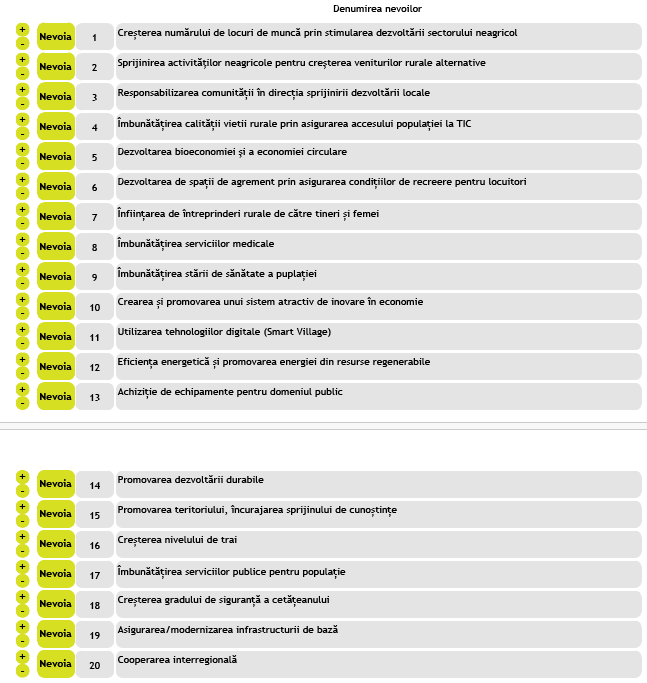 Denumirea nevoilor
+ - Nevoia 1 Creșterea numărului de locuri de muncă prin stimularea dezvoltării sectorului neagricol
+ - Nevoia 2 Sprijinirea activităților neagricole pentru creșterea veniturilor rurale alternative
+ - Nevoia 3 Responsabilizarea comunității în direcția sprijinirii dezvoltării locale
+ - Nevoia 4 Îmbunătățirea calității vietii rurale prin asigurarea accesului populației la TIC
+ - Nevoia 5 Dezvoltarea bioeconomiei și a economiei circulare
+ - Nevoia 6 Dezvoltarea de spații de agrement prin asigurarea condițiilor de recreere pentru locuitori
+ - Nevoia 7 Înființarea de întreprinderi rurale de către tineri și femei
+ - Nevoia 8 Îmbunătățirea serviciilor medicale
+ - Nevoia 9 Îmbunătățirea stării de sănătate a puplației
+ - Nevoia 10 Crearea și promovarea unui sistem atractiv de inovare în economie
+ - Nevoia 11 Utilizarea tehnologiilor digitale (Smart Village)
+ - Nevoia 12 Eficiența energetică și promovarea energiei din resurse regenerabile
+ - Nevoia 13 Achiziție de echipamente pentru domeniul public
+ - Nevoia 14 Promovarea dezvoltării durabile
+ - Nevoia 15 Promovarea teritoriului, încurajarea sprijinului de cunoștințe
+ - Nevoia 16 Creșterea nivelului de trai
+ - Nevoia 17 Îmbunătățirea serviciilor publice pentru populație
+ - Nevoia 18 Creșterea gradului de siguranță a cetățeanului
+ - Nevoia 19 Asigurarea/modernizarea infrastructurii de bază
+ - Nevoia 20 Cooperarea interregională